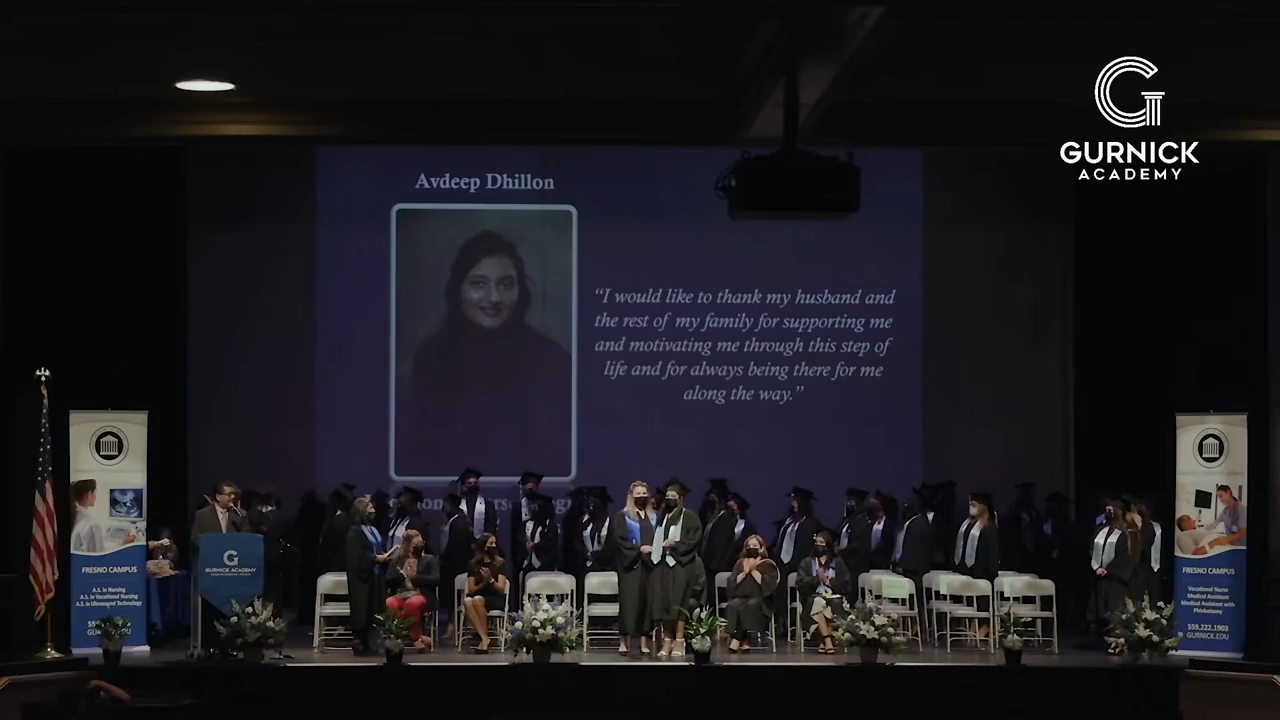 GURNICK
ACADEMY
Avdeep Dhillon
“I would like to thank my husband and
the rest of my family for supporting me
and motivating me through this step of
life and for always being there for me
along the way.”
GURNICK ACADEMY
FRESNO CAMPUS
A.S. in Nursing
A.S. in Vocational Nursing
A.S. in Ultrasound Technology
FRESNO CAMPUS
Vocational Nurse
Medical Assistant
Medical Assistant with
Phlebotomy
559.222.1903
GURNICK.EDU